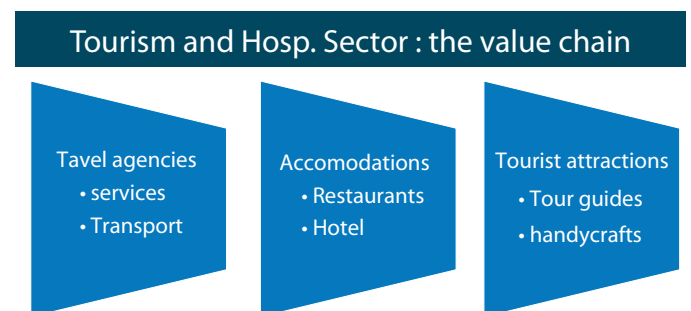 Tourism and Hosp. Sector : the value chain
Tavel agencies
• services
• Transport
Accomodations
• Restaurants
• Hotel
Tourist attractions
• Tour guides
• handycrafts